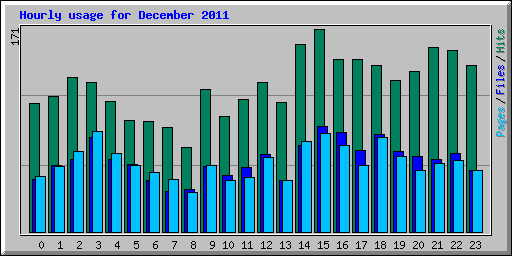 Hourly usage for December 2011
171
Pages / Files / Hits
0 1 2 3 4 5 6 7 8 9 10 11 12 13 14 15 16 17 18 19 20 21 22 23